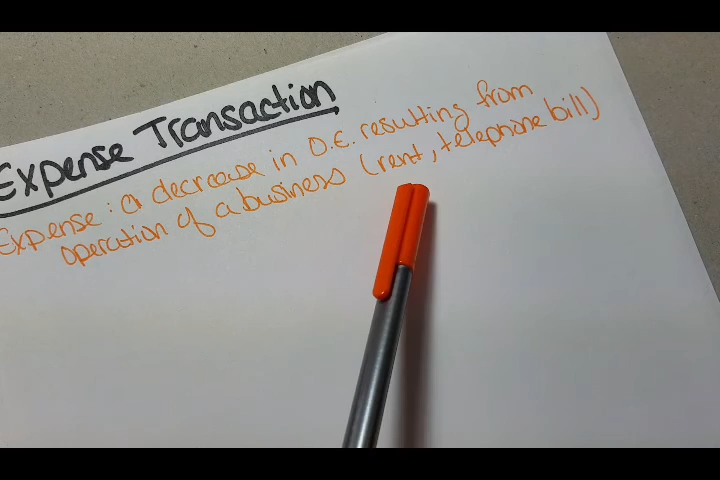 Expense Transaction
Expense: a decrease in O.E. resulting from
operation of a business (rent, telephone bill)